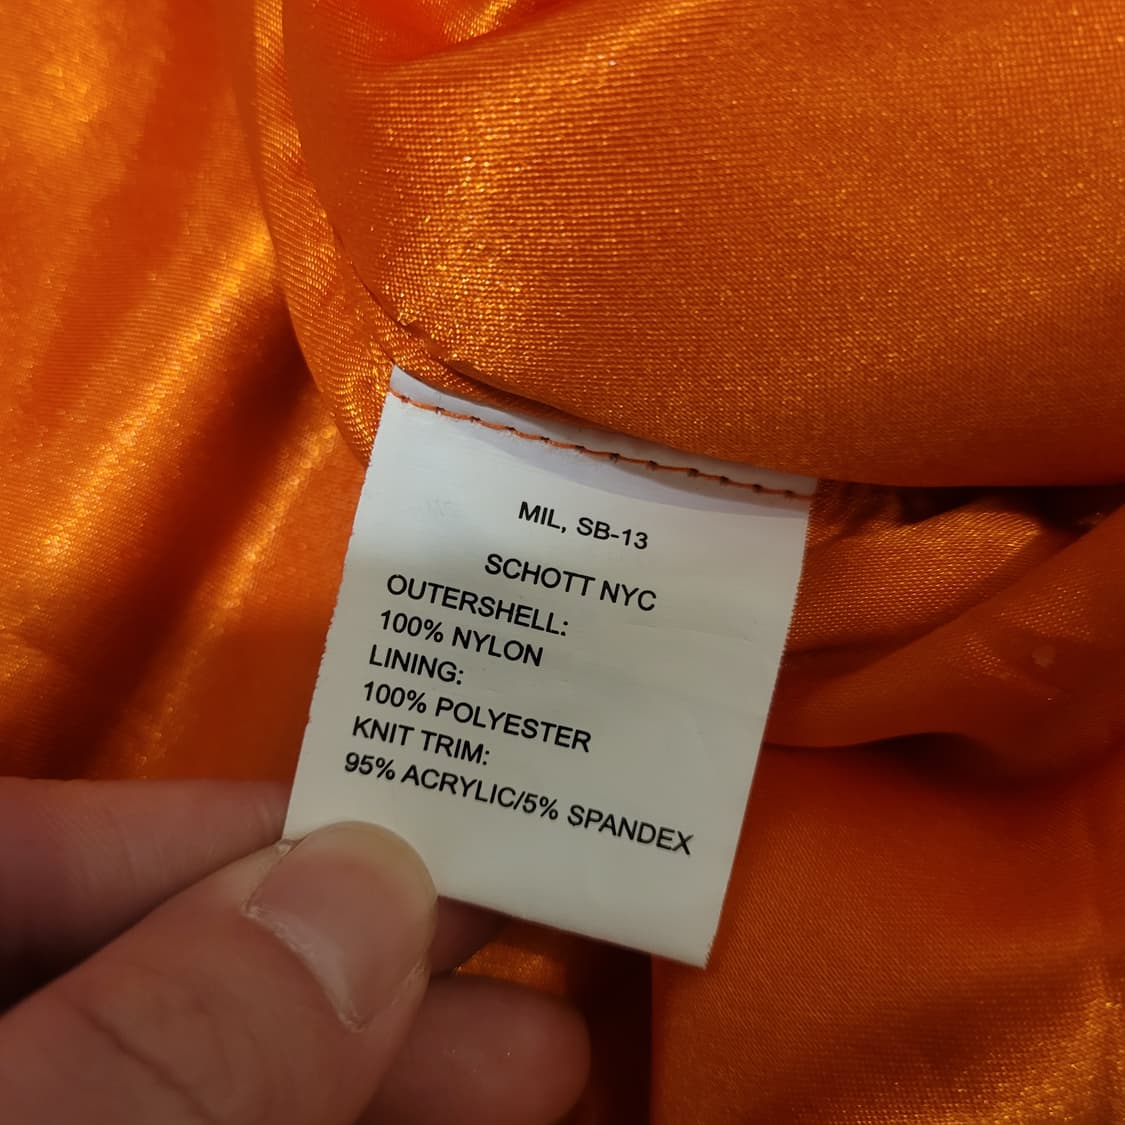 MIL, SB-13
SCHOTT NYC
OUTERSHELL:
100% NYLON
LINING:
100% POLYESTER
KNIT TRIM:
95% ACRYLIC/5% SPANDEX